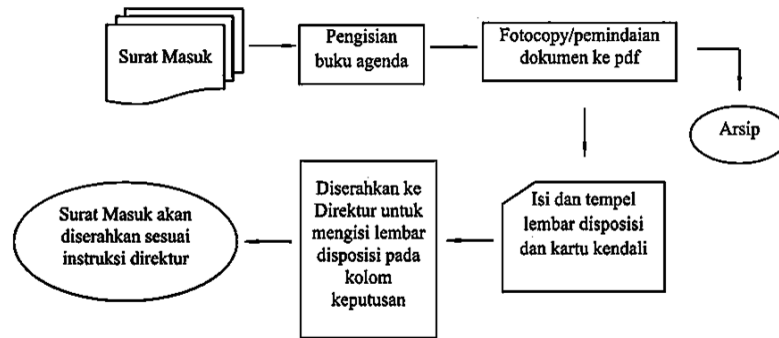 Surat Masuk
Pengisian
buku agenda
Fotocopy/pemindaian
dokumen ke pdf
Arsip
Isi dan tempel
lembar disposisi
dan kartu kendali
Diserahkan ke
Direktur untuk
mengisi lembar
disposisi pada
kolom
keputusan
Surat Masuk akan
diserahkan sesuai
instruksi direktur